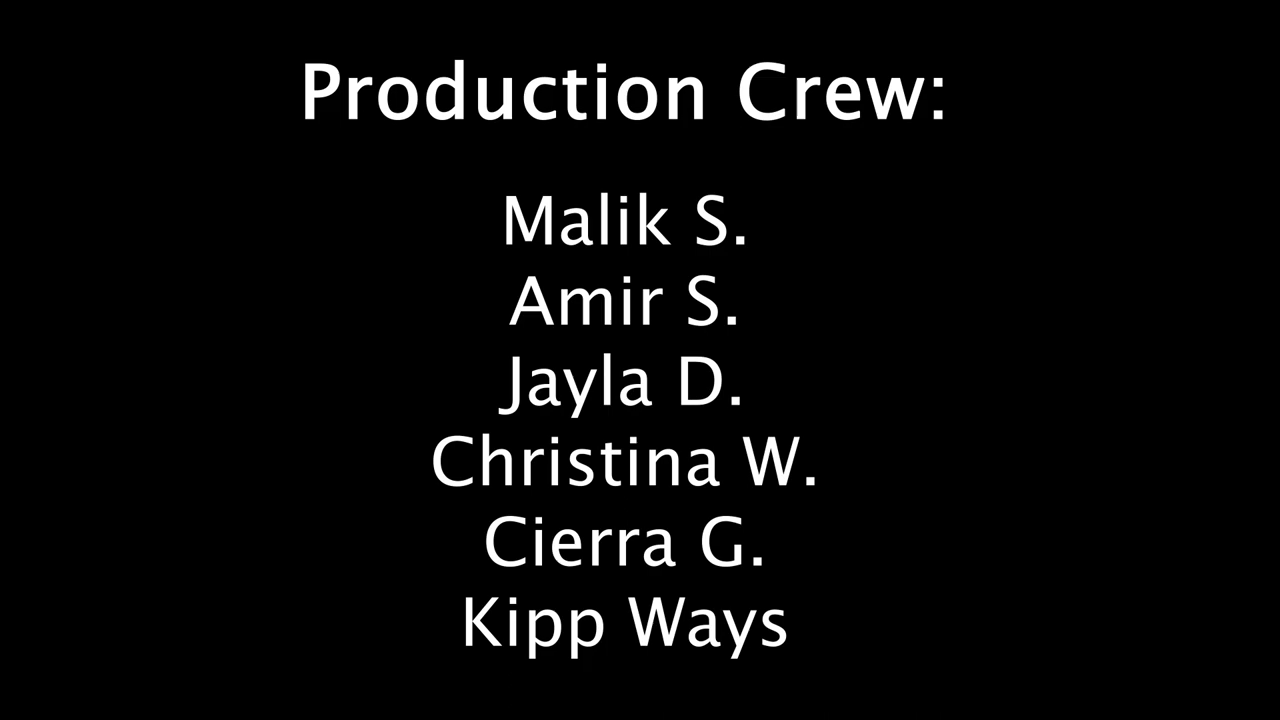 Production Crew:
Malik S.
Amir S.
Jayla D.
Christina W.
Cierra G.
Kipp Ways